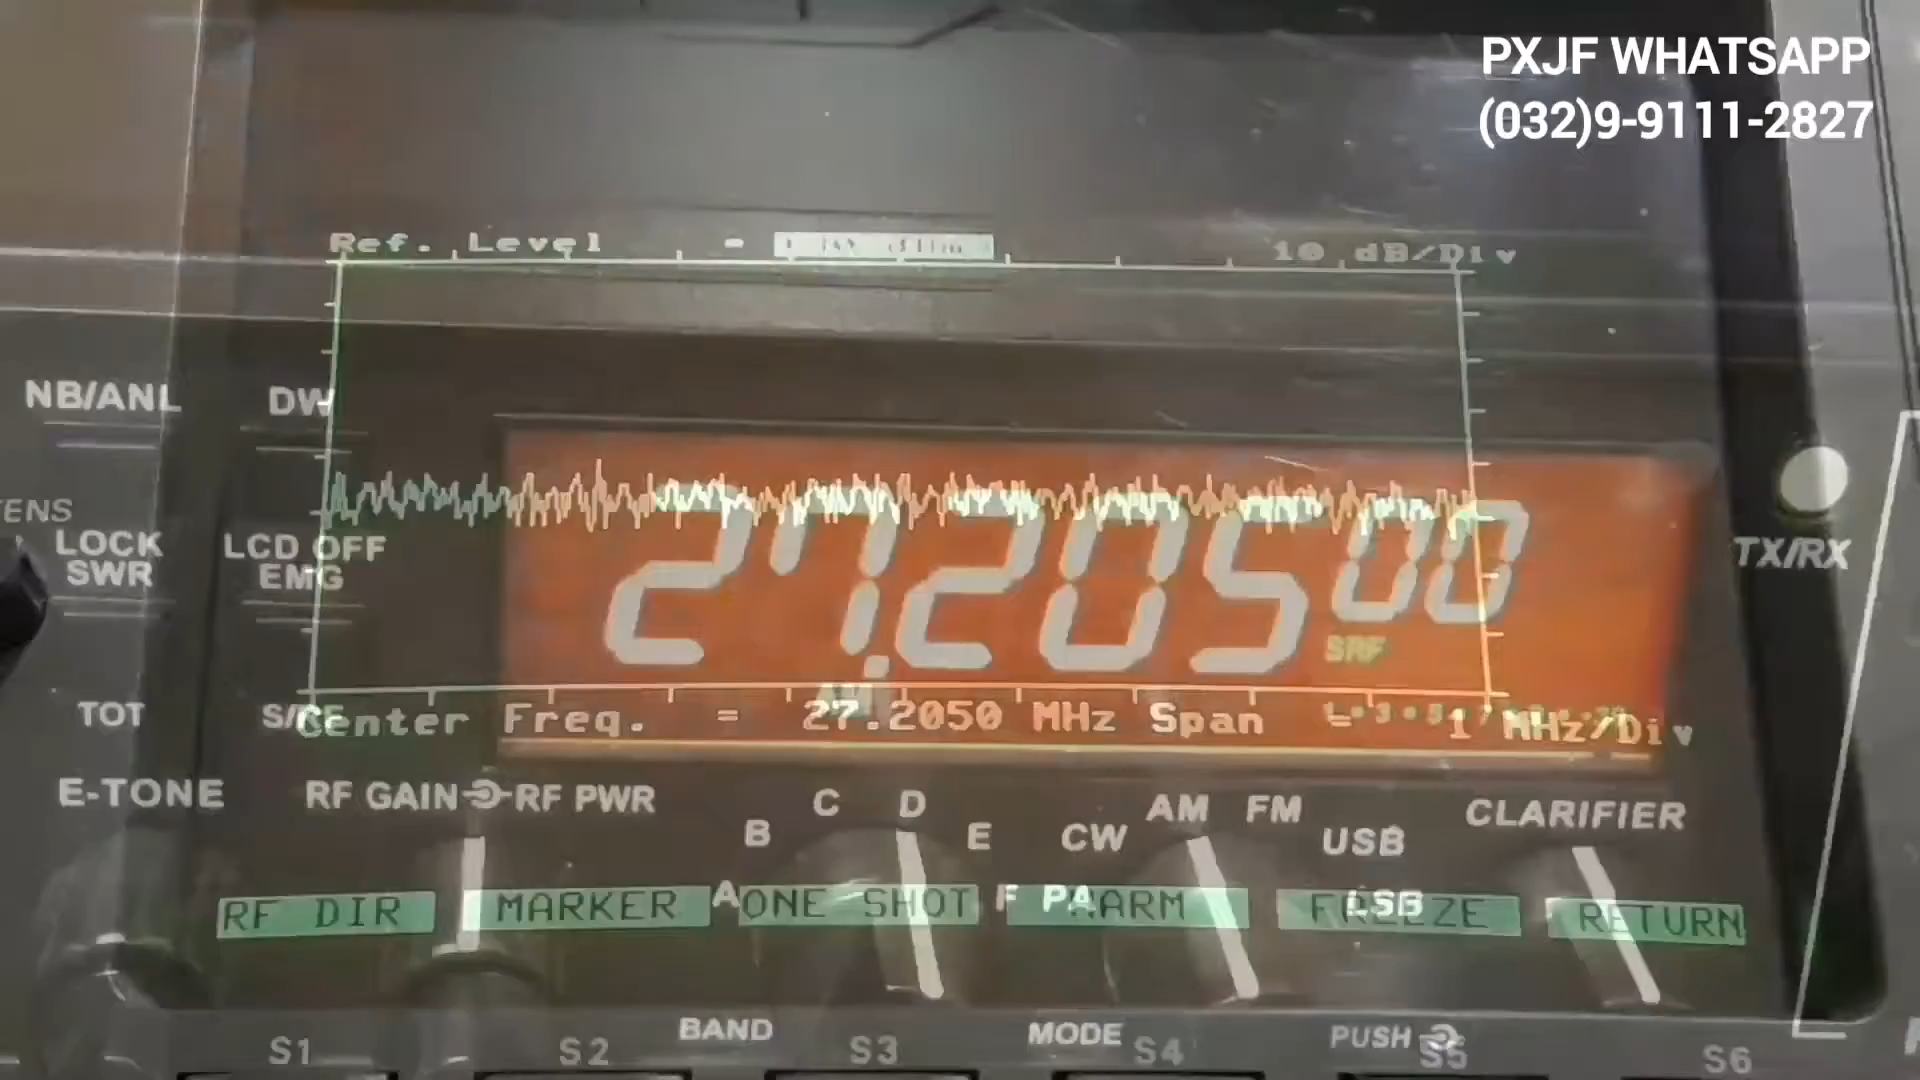 PXJF WHATSAPP
(032)9-9111-2827
Ref. Level = 10 dB/Div
NB/ANL DW
LOCK LCD OFF
SWR EMG
TX/RX
27.20500
SRF
TOT
Center Freq. = 27.2050 MHz Span = 1 MHz/Div
E-TONE RF GAIN RF PWR
B C D E CW AM FM USB CLARIFIER
RF DIR MARKER A ONE SHOT F PA LSB RETURN
BAND MODE PUSH
S1 S2 S3 S4 S5 S6